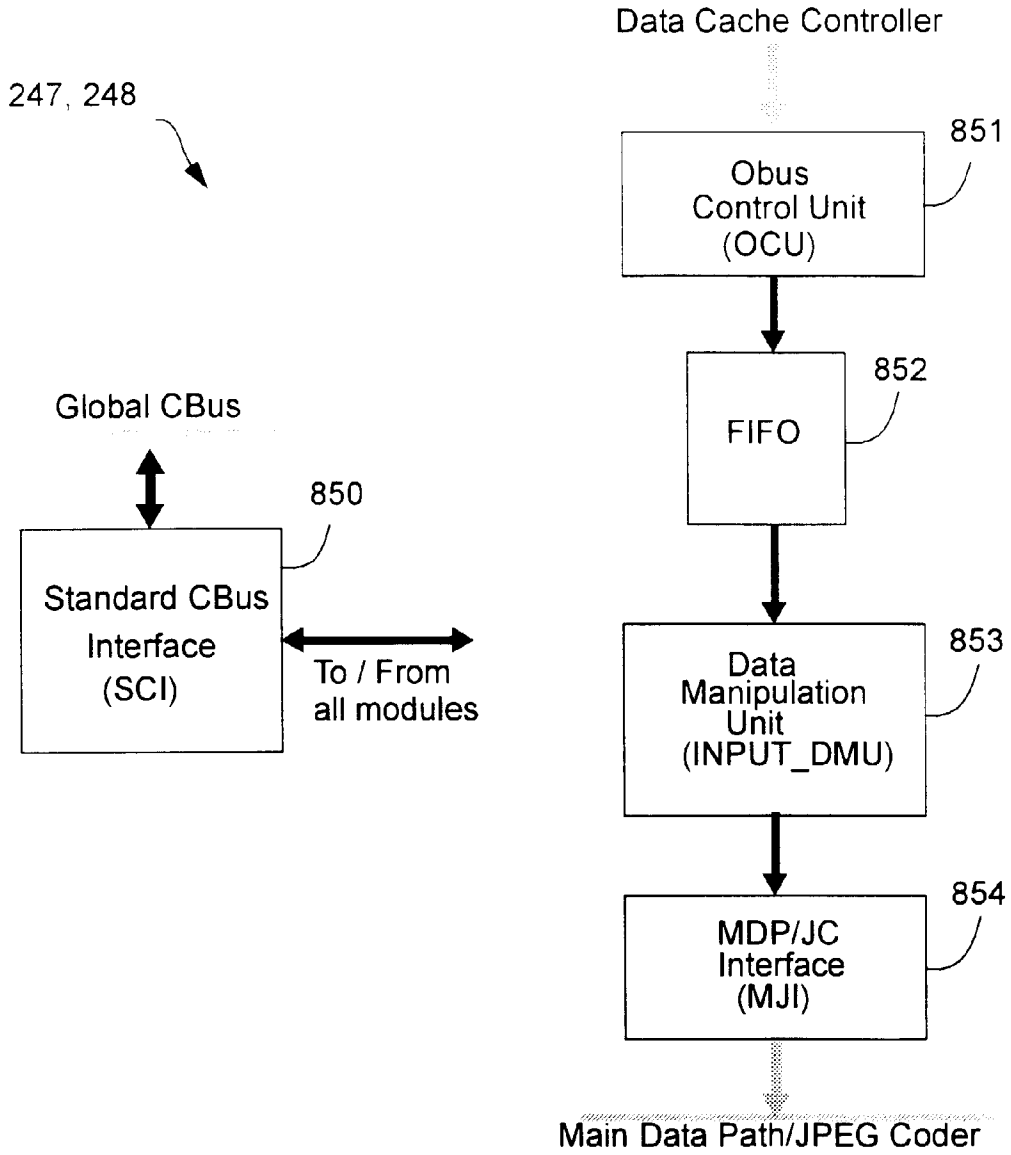 Data Cache Controller
247, 248
851
Obus
Control Unit
(OCU)
852
FIFO
Global CBus
850
Standard CBus
Interface
(SCI)
To / From
all modules
853
Data
Manipulation
Unit
(INPUT_DMU)
854
MDP/JC
Interface
(MJI)
Main Data Path/JPEG Coder